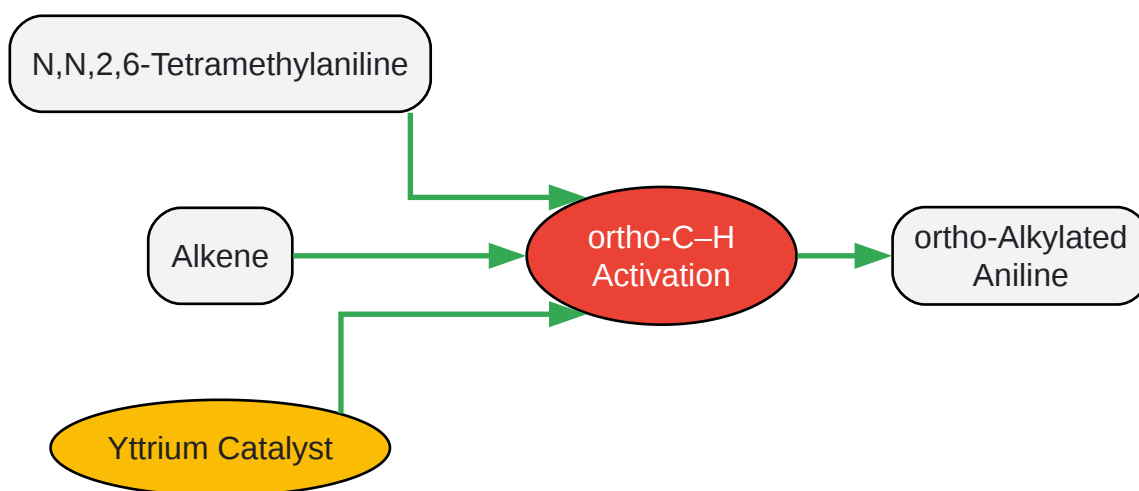 N,N,2,6-Tetramethylaniline
Alkene
ortho-C–H
Activation
ortho-Alkylated
Aniline
Yttrium Catalyst